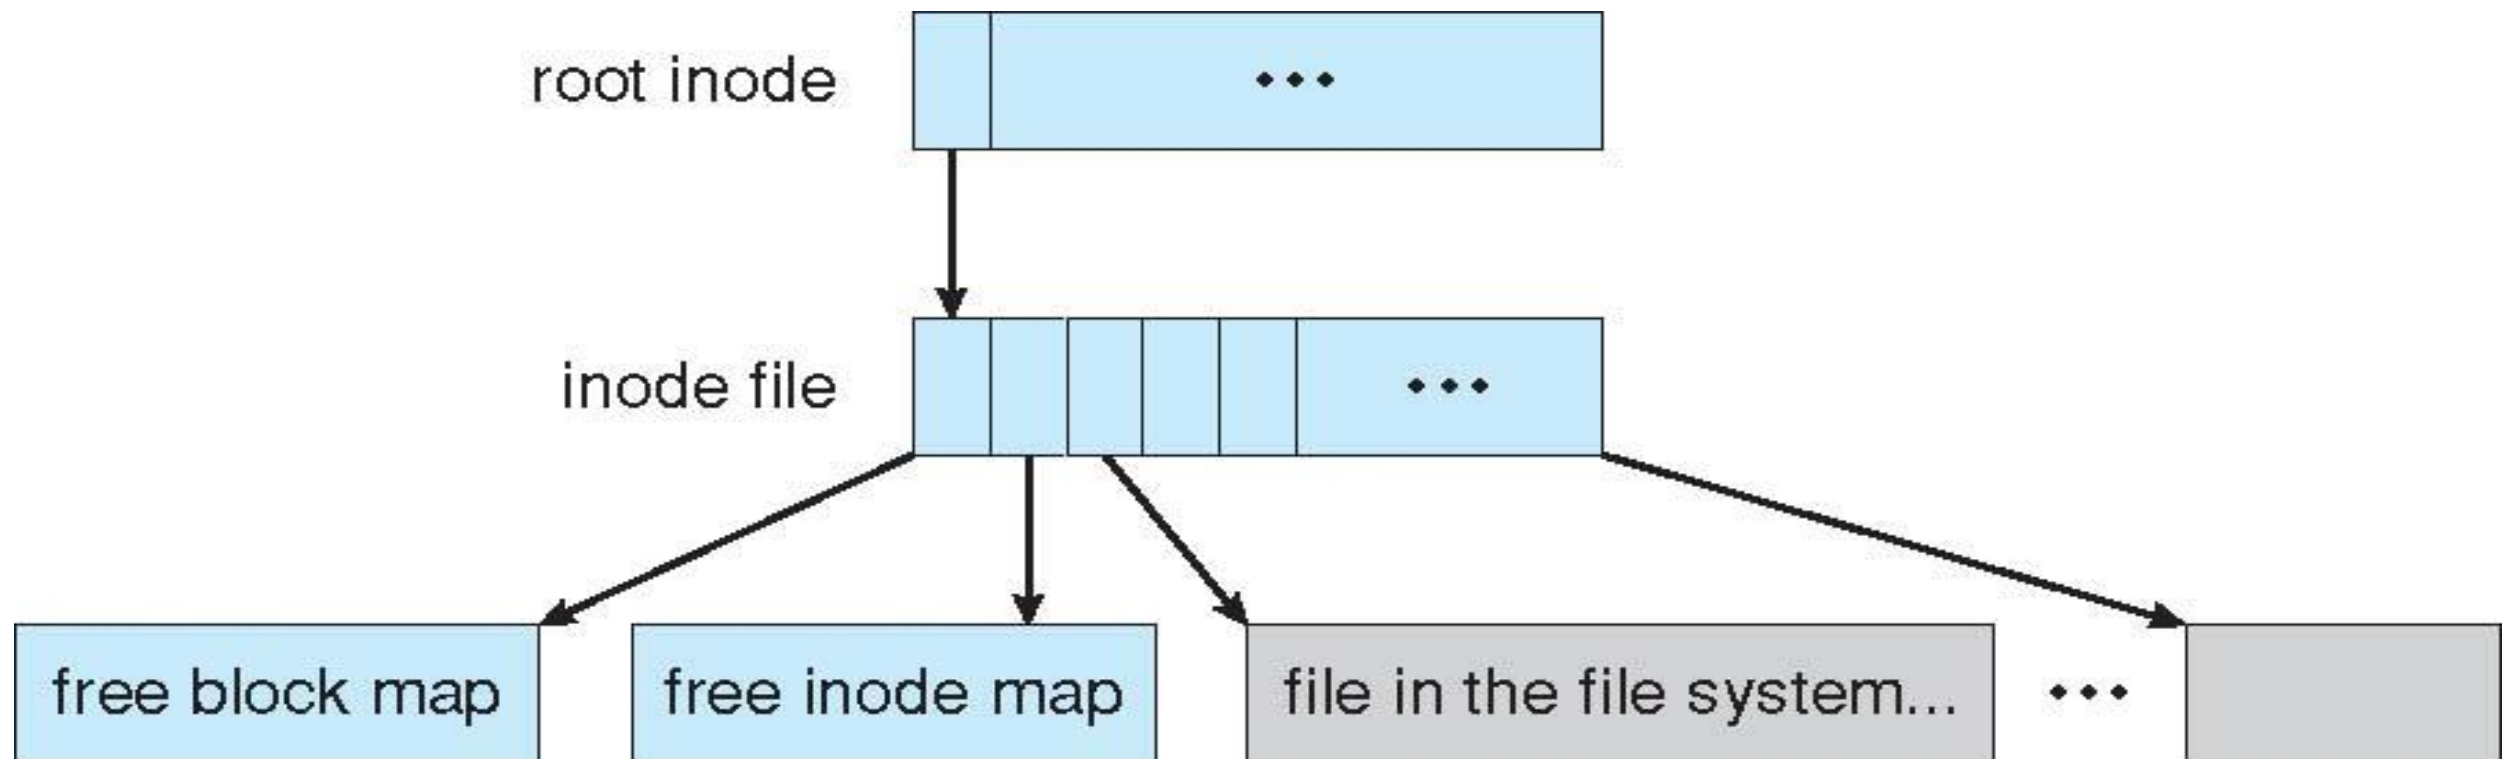 root inode
•••
inode file
•••
free block map
free inode map
file in the file system...
•••